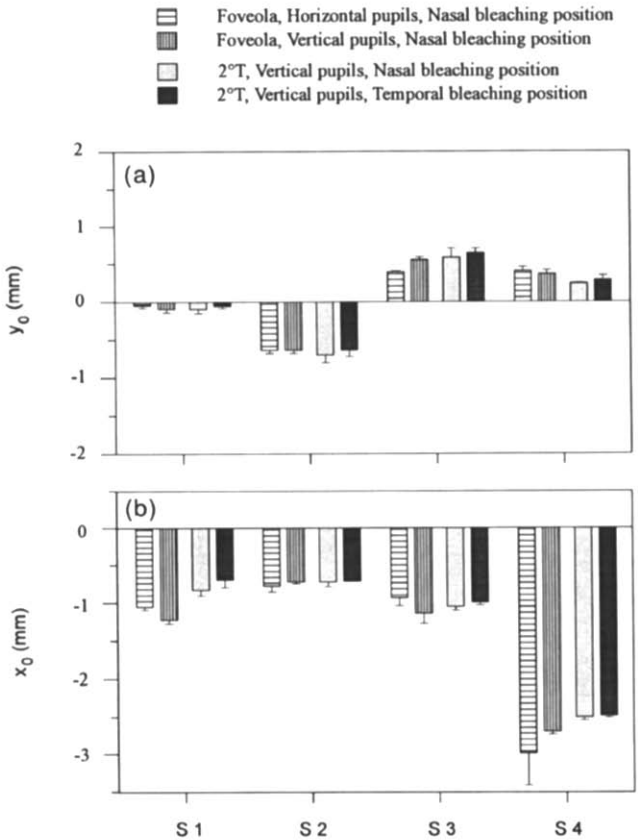 Foveola, Horizontal pupils, Nasal bleaching position
Foveola, Vertical pupils, Nasal bleaching position
2°T, Vertical pupils, Nasal bleaching position
2°T, Vertical pupils, Temporal bleaching position
(a)
2
1
0
-1
-2
y0 (mm)
(b)
0
-1
-2
-3
x0 (mm)
S 1 S 2 S 3 S 4